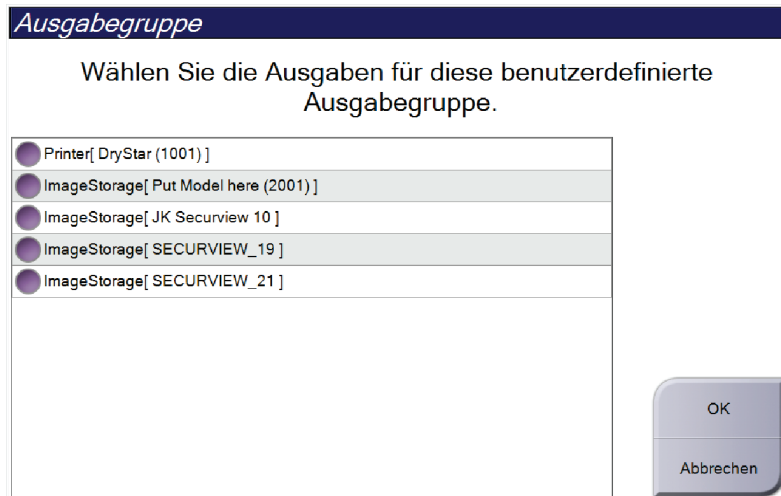 Ausgabegruppe
Wählen Sie die Ausgaben für diese benutzerdefinierte
Ausgabegruppe.
Printer[ DryStar (1001) ]
ImageStorage[ Put Model here (2001) ]
ImageStorage[ JK Securview 10 ]
ImageStorage[ SECURVIEW_19 ]
ImageStorage[ SECURVIEW_21 ]
OK
Abbrechen